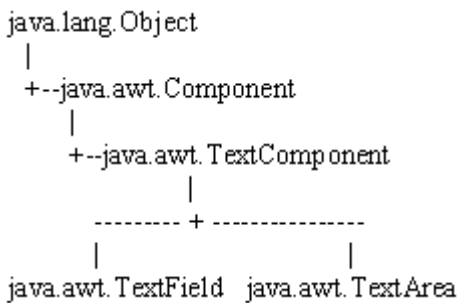 java.lang.Object
|
+--java.awt.Component
|
+--java.awt.TextComponent
|
--------- + ----------------
| |
java.awt.TextField java.awt.TextArea